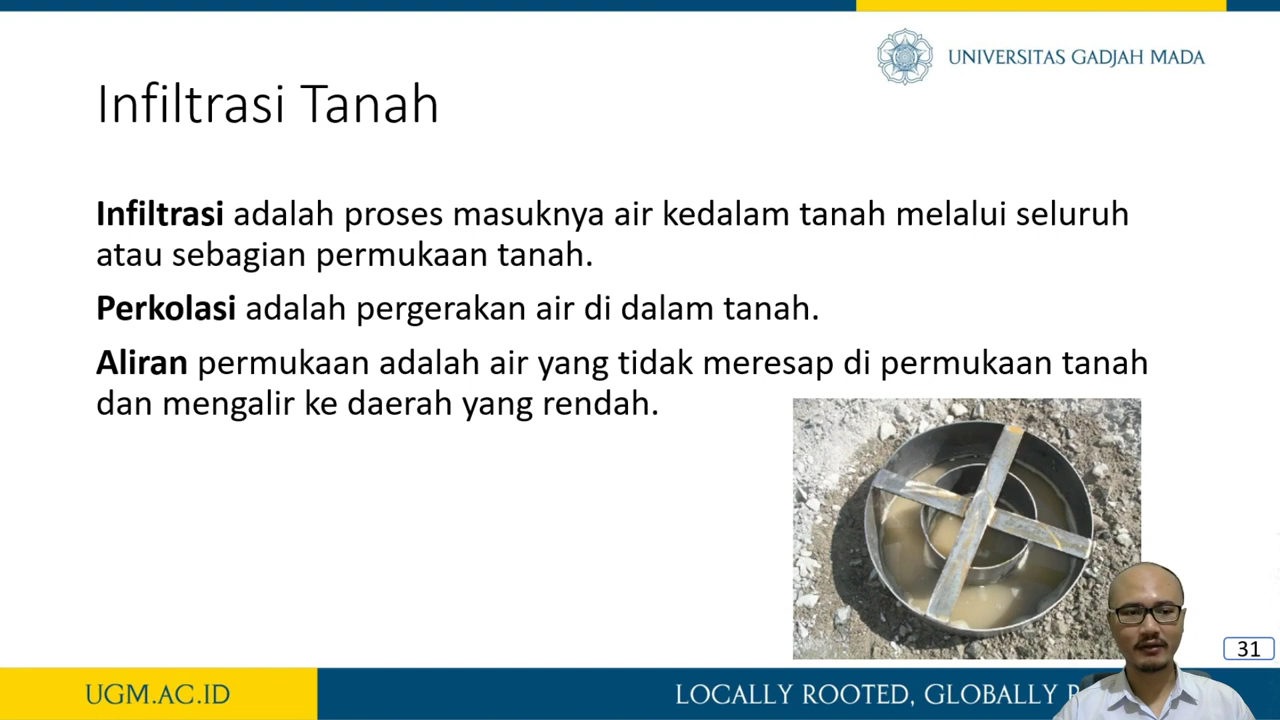 UNIVERSITAS GADJAH MADA
Infiltrasi Tanah
Infiltrasi adalah proses masuknya air kedalam tanah melalui seluruh
atau sebagian permukaan tanah.
Perkolasi adalah pergerakan air di dalam tanah.
Aliran permukaan adalah air yang tidak meresap di permukaan tanah
dan mengalir ke daerah yang rendah.
31
UGM.AC.ID
LOCALLY ROOTED, GLOBALLY